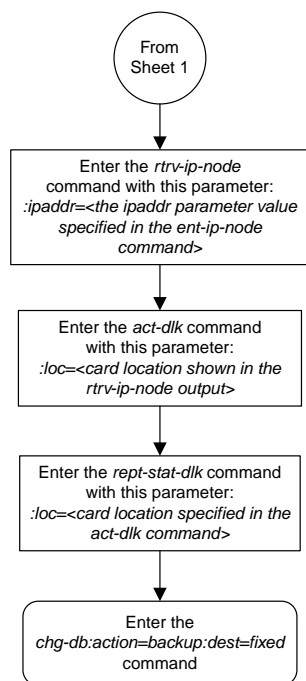 From
Sheet 1
Enter the rtrv-ip-node
command with this parameter:
:ipaddr=<the ipaddr parameter value
specified in the ent-ip-node
command>
Enter the act-dlk command
with this parameter:
:loc=<card location shown in the
rtrv-ip-node output>
Enter the rept-stat-dlk command
with this parameter:
:loc=<card location specified in the
act-dlk command>
Enter the
chg-db:action=backup:dest=fixed
command